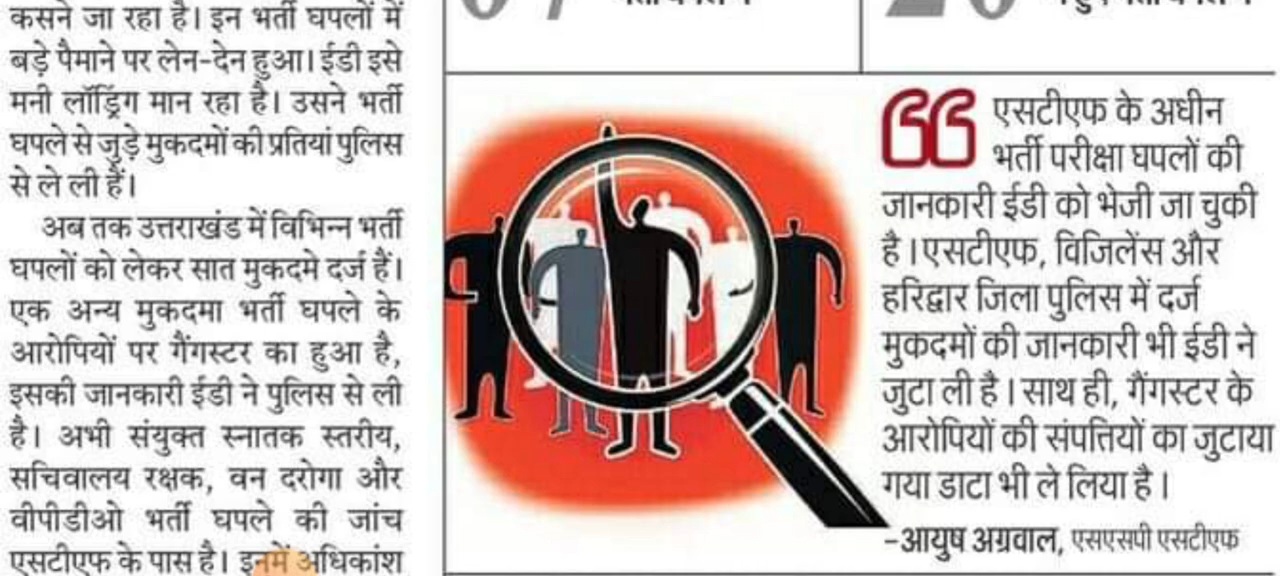 कसने जा रहा है। इन भर्ती घपलों में
बड़े पैमाने पर लेन-देन हुआ। ईडी इसे
मनी लॉड्रिंग मान रहा है। उसने भर्ती
घपले से जुड़े मुकदमों की प्रतियां पुलिस
से ले ली हैं।
अब तक उत्तराखंड में विभिन्न भर्ती
घपलों को लेकर सात मुकदमे दर्ज हैं।
एक अन्य मुकदमा भर्ती घपले के
आरोपियों पर गैंगस्टर का हुआ है,
इसकी जानकारी ईडी ने पुलिस से ली
है। अभी संयुक्त स्नातक स्तरीय,
सचिवालय रक्षक, वन दरोगा और
वीपीडीओ भर्ती घपले की जांच
एसटीएफ के पास है। इनमें अधिकांश
एसटीएफ के अधीन
भर्ती परीक्षा घपलों की
जानकारी ईडी को भेजी जा चुकी
है। एसटीएफ, विजिलेंस और
हरिद्वार जिला पुलिस में दर्ज
मुकदमों की जानकारी भी ईडी ने
जुटा ली है। साथ ही, गैंगस्टर के
आरोपियों की संपत्तियों का जुटाया
गया डाटा भी ले लिया है।
-आयुष अग्रवाल, एसएसपी एसटीएफ